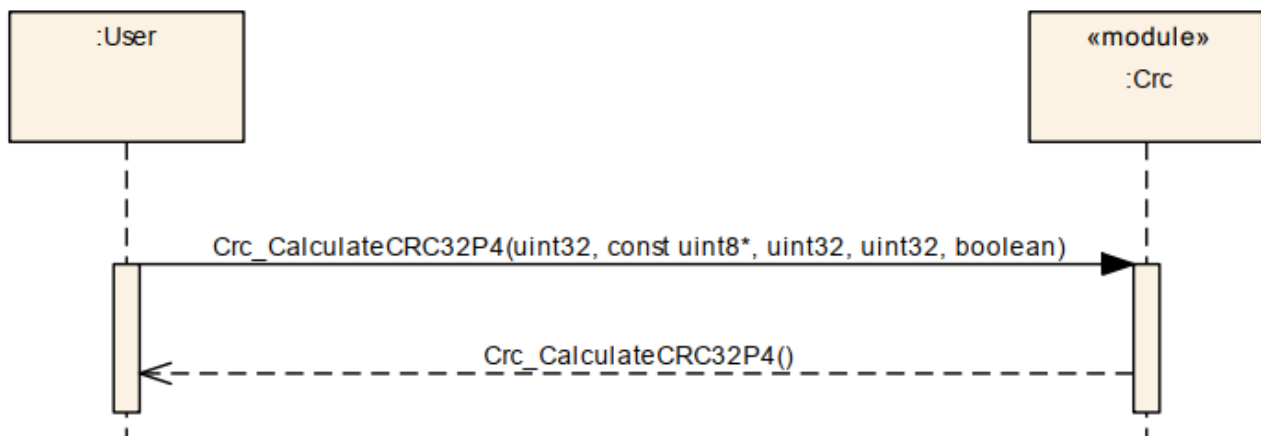 :User
«module»
:Crc
Crc_CalculateCRC32P4(uint32, const uint8*, uint32, uint32, boolean)
Crc_CalculateCRC32P4()